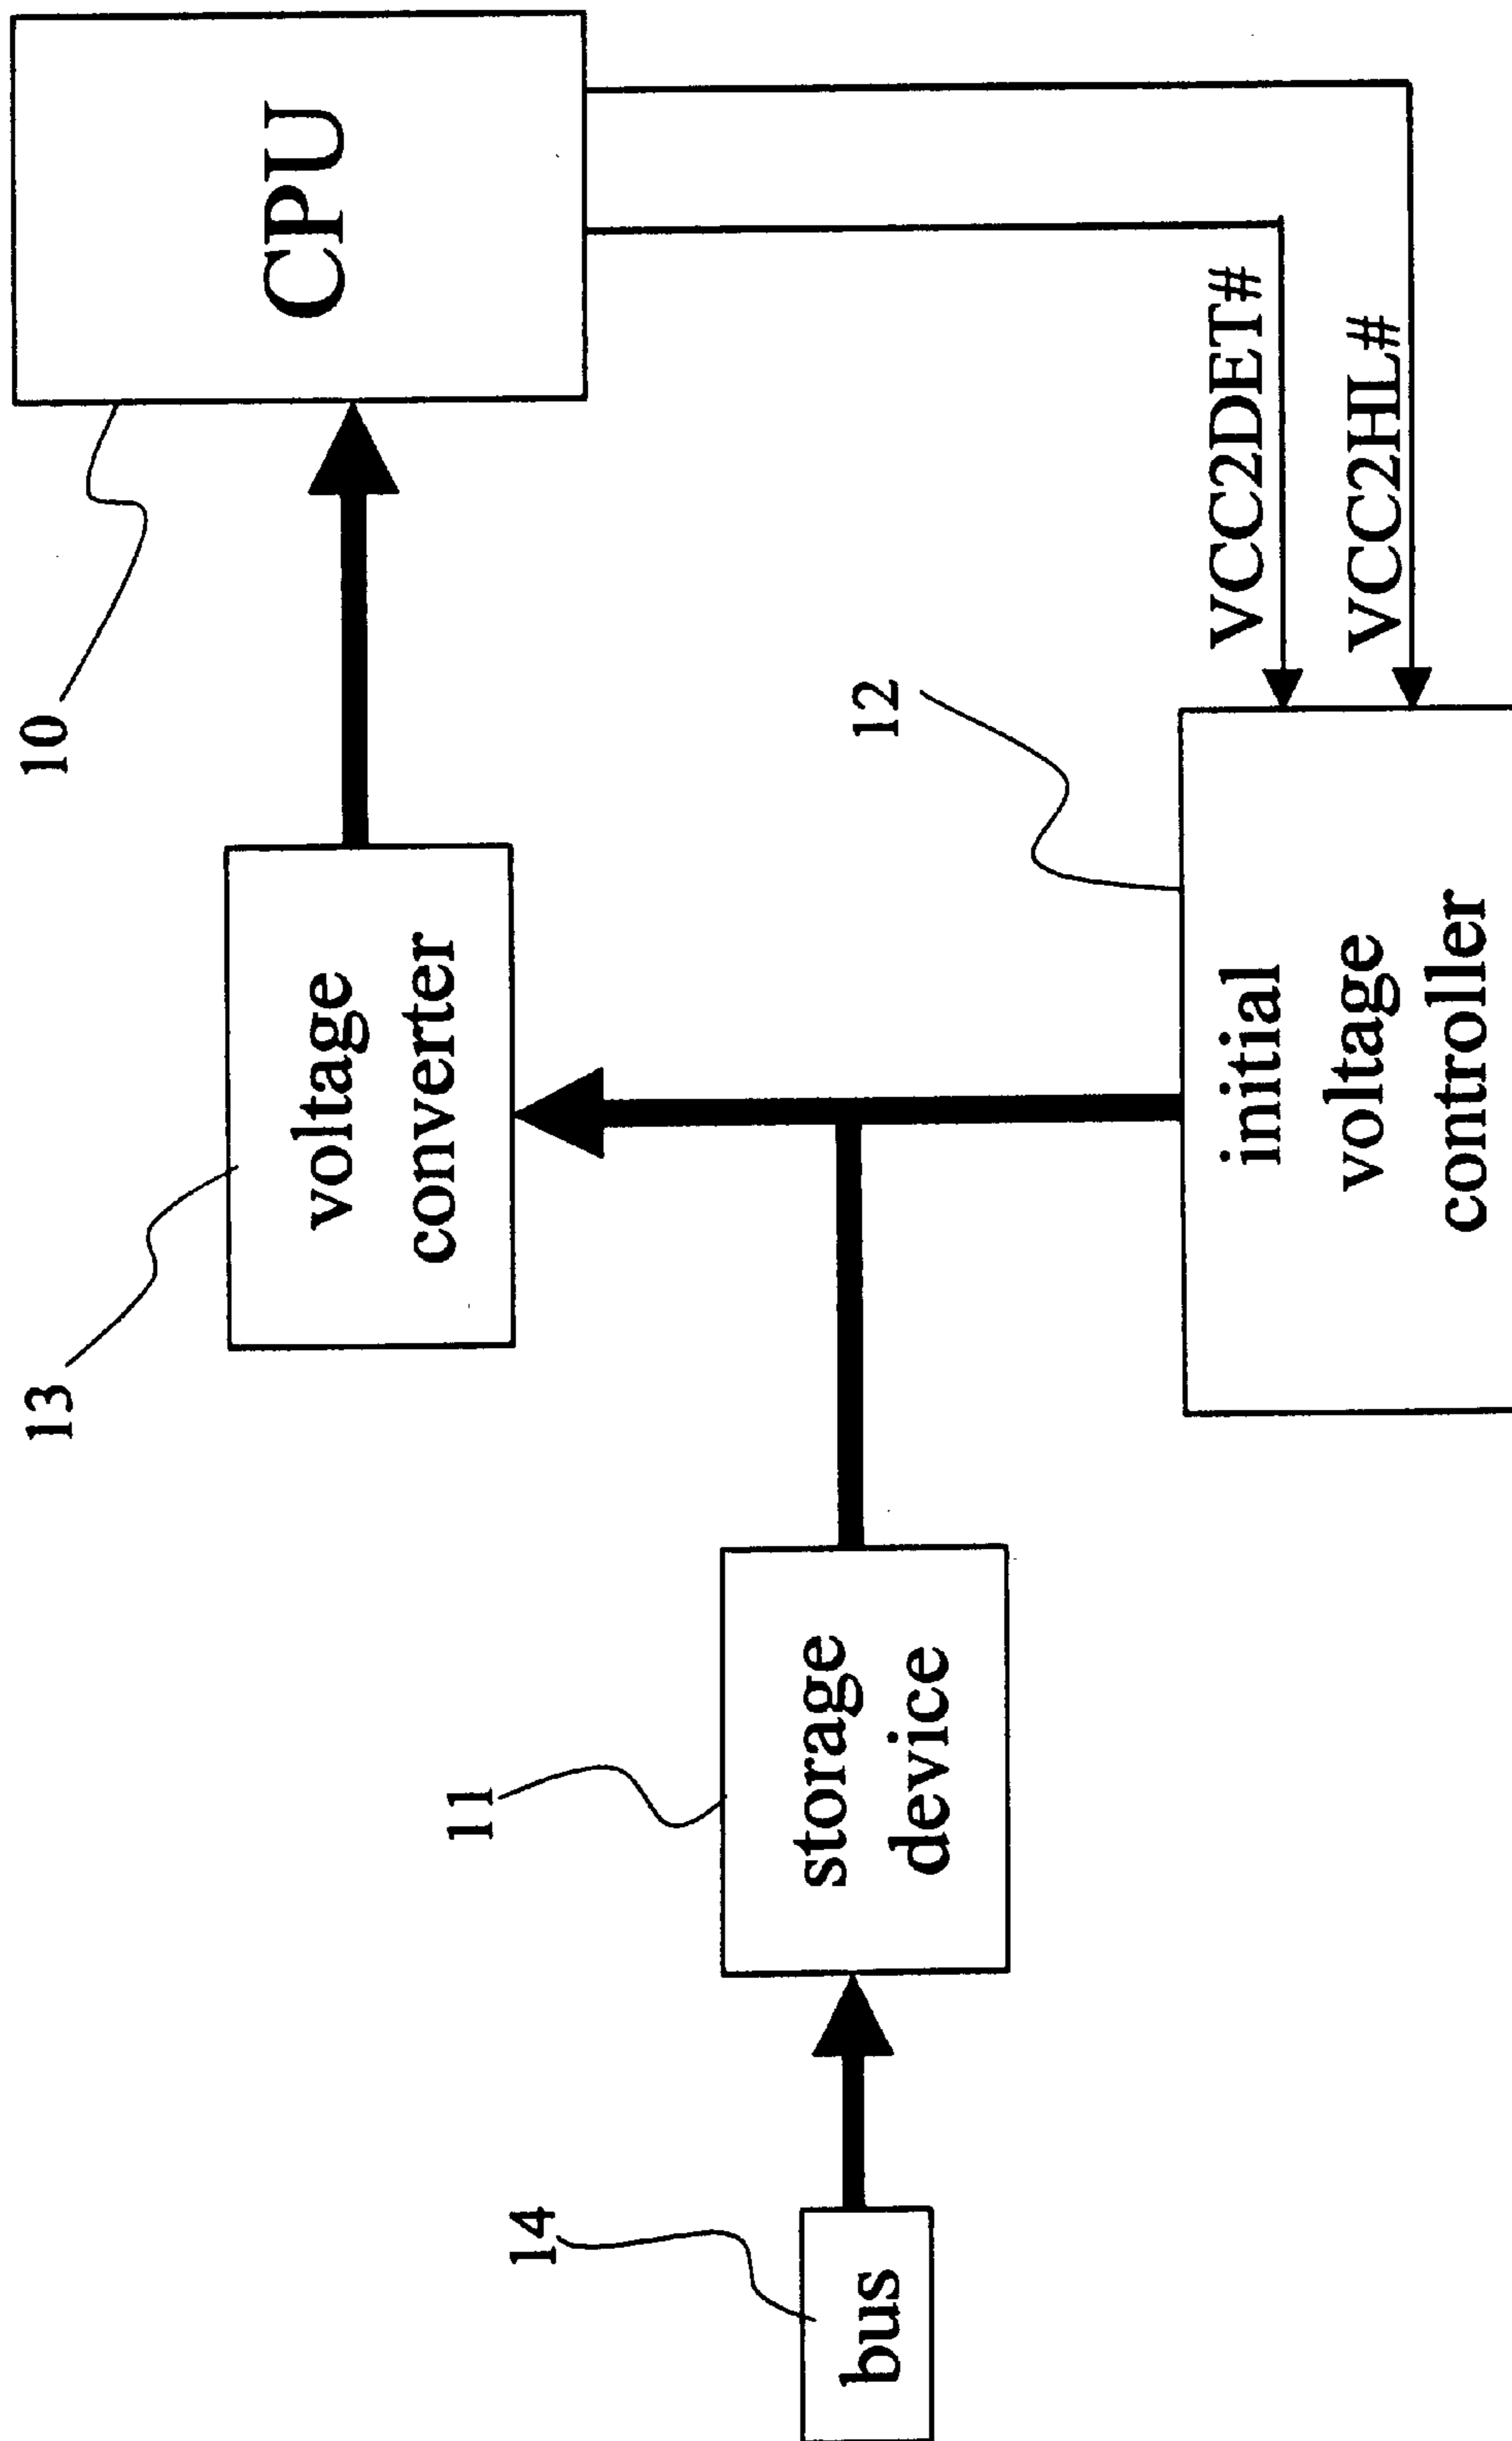 13
10
voltage
converter
CPU
14
11
bus
storage
device
12
initial
voltage
controller
VCC2DET#
VCC2HL#